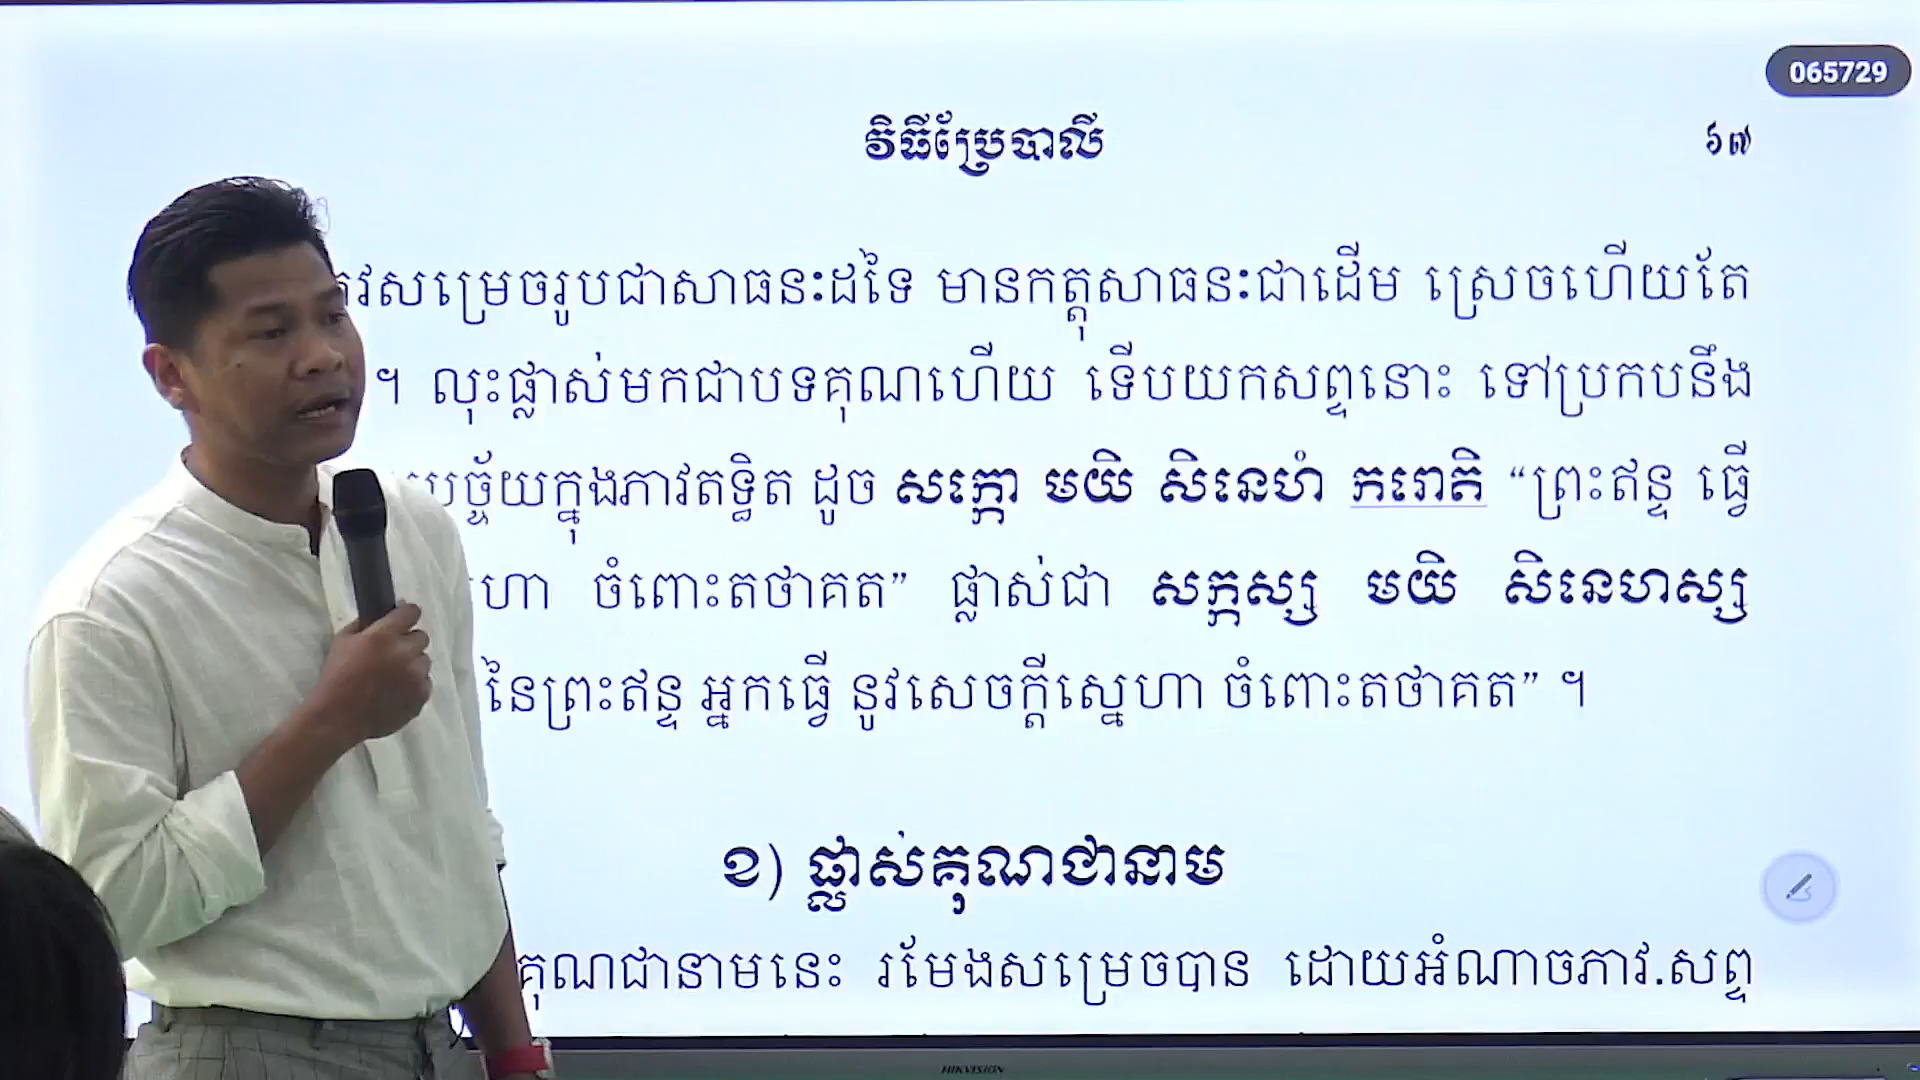 065729
វិធីប្រែបាលី ៦៧
សម្រេចរូបជាសាធនៈដទៃ មានកត្តុសាធនៈជាដើម ស្រេចហើយតែ
។ លុះផ្លាស់មកជាបទគុណហើយ ទើបយកសព្ទនោះ ទៅប្រកបនឹង
បច្ច័យក្នុងភាវតទ្ធិត ដូច សក្កោ មយិ សិនេហំ ករោតិ “ព្រះឥន្ទ ធ្វើ
ហា ចំពោះតថាគត” ផ្លាស់ជា សក្កស្ស មយិ សិនេហស្ស
នៃព្រះឥន្ទ អ្នកធ្វើ នូវសេចក្តីស្នេហា ចំពោះតថាគត” ។
ខ) ផ្លាស់គុណជានាម
គុណជានាមនេះ រមែងសម្រេចបាន ដោយអំណាចភាវ.សព្ទ
HIKVISION